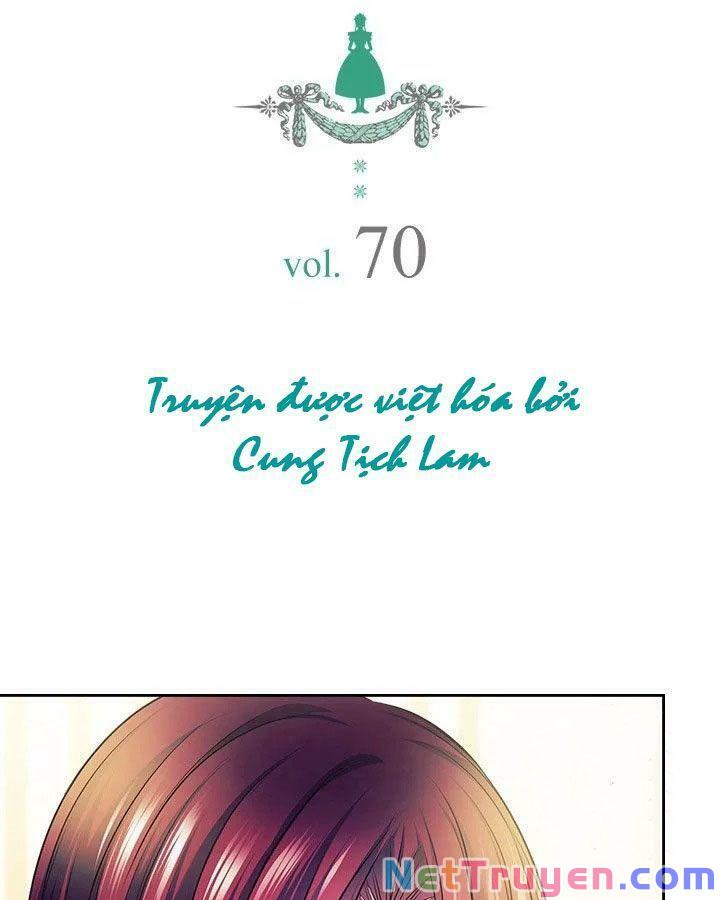 vol. 70
Truyện được việt hóa bởi
Cung Tịch Lam
NetTruyen.com